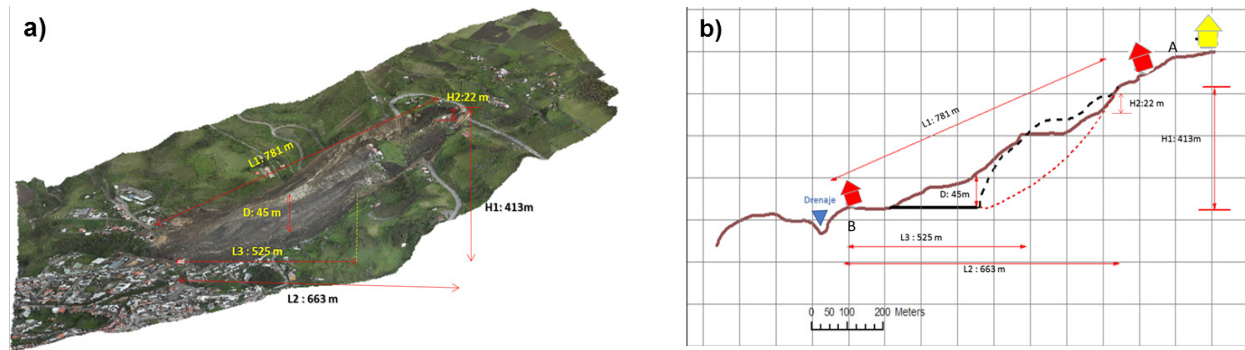 a)
H2:22 m
L1: 781 m
D: 45 m
H1: 413m
L3 : 525 m
L2 : 663 m
b)
A
L1: 781 m
H2:22 m
H1: 413m
D: 45m
Drenaje
B
L3 : 525 m
L2 : 663 m
0 50 100 200 Meters